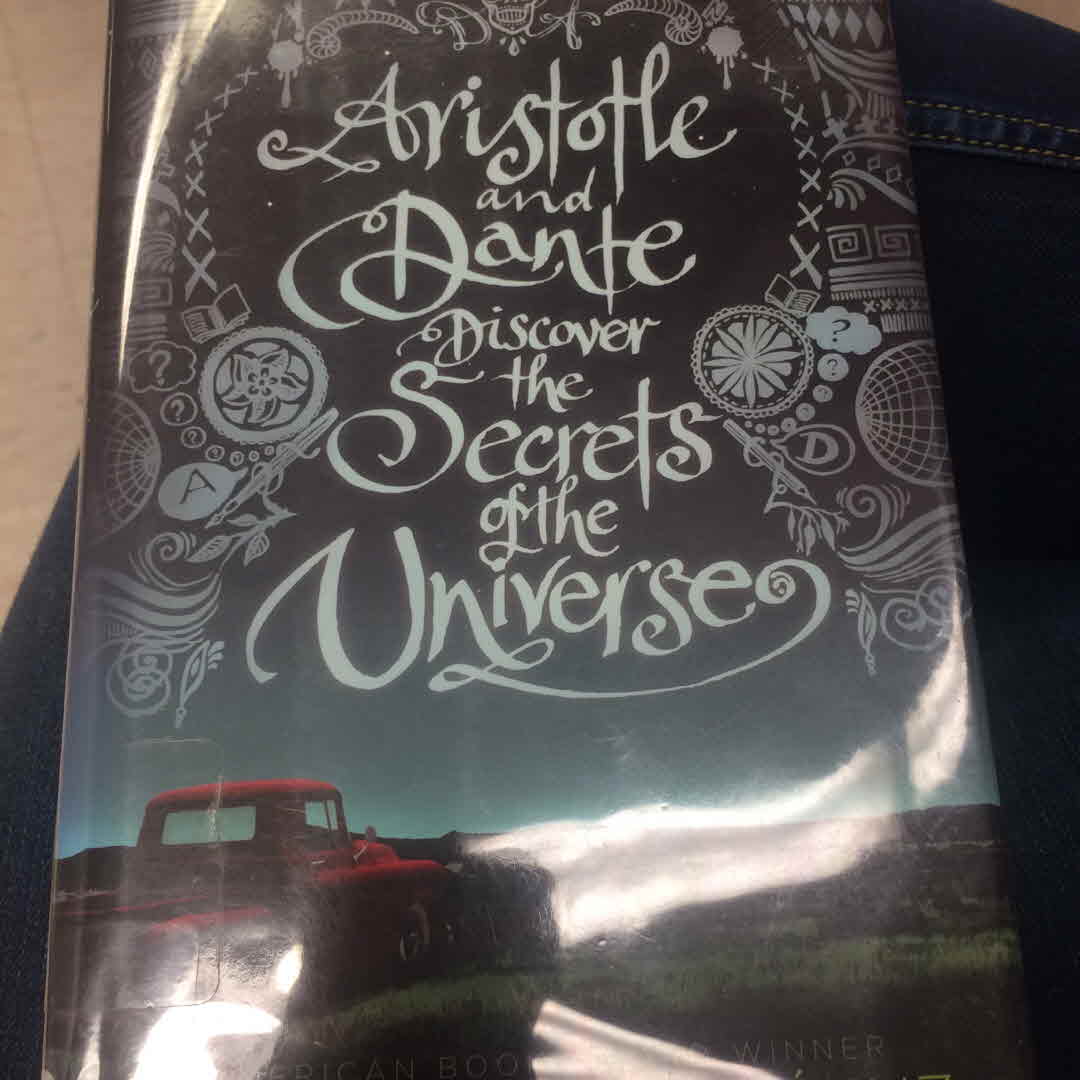 D A
Aristotle
and
Dante
Discover
the
Secrets
of the
Universe
?
?
?
?
?
?
A
D
WINNER